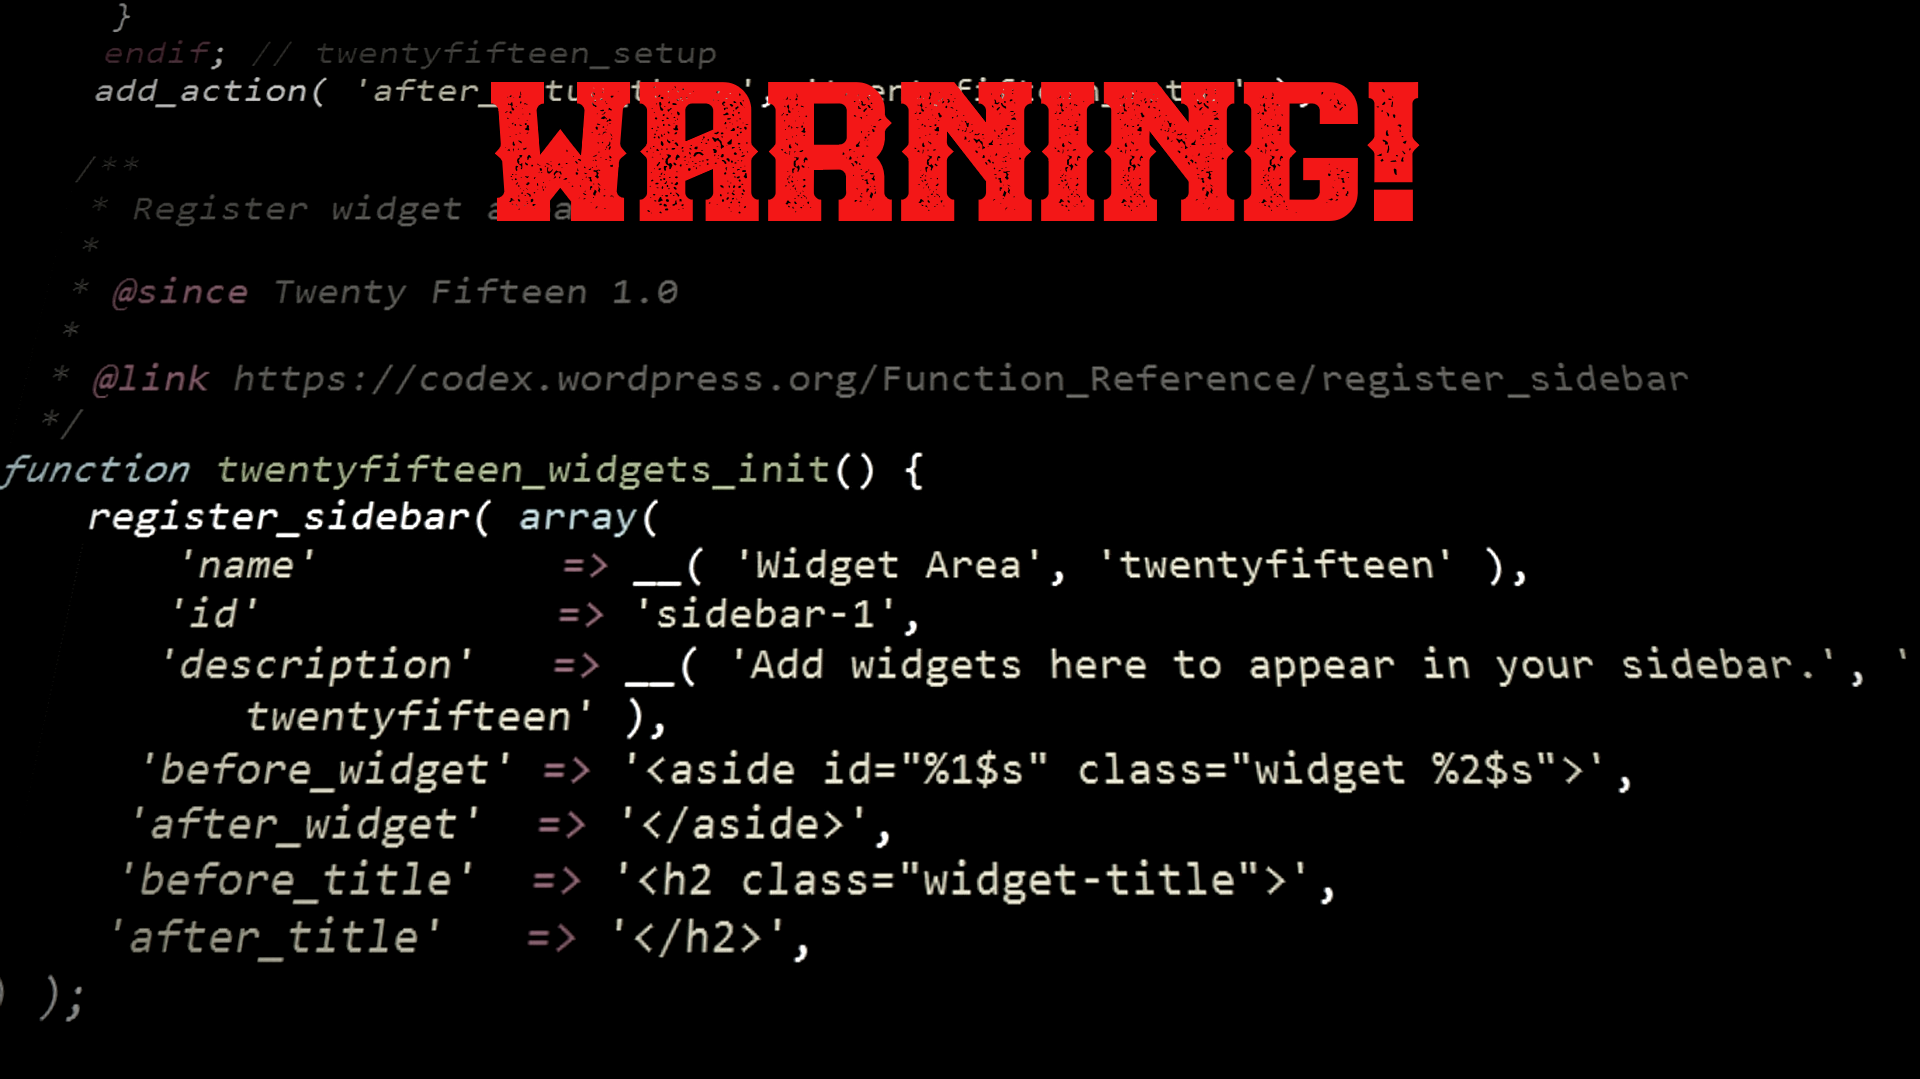 }
endif; // twentyfifteen_setup
add_action( 'after_
WARNING!
/**
* Register widget
*
* @since Twenty Fifteen 1.0
*
* @link https://codex.wordpress.org/Function_Reference/register_sidebar
*/
function twentyfifteen_widgets_init() {
register_sidebar( array(
'name' => __( 'Widget Area', 'twentyfifteen' ),
'id' => 'sidebar-1',
'description' => __( 'Add widgets here to appear in your sidebar.', '
twentyfifteen' ),
'before_widget' => '<aside id="%1$s" class="widget %2$s">',
'after_widget' => '</aside>',
'before_title' => '<h2 class="widget-title">',
'after_title' => '</h2>',
) );